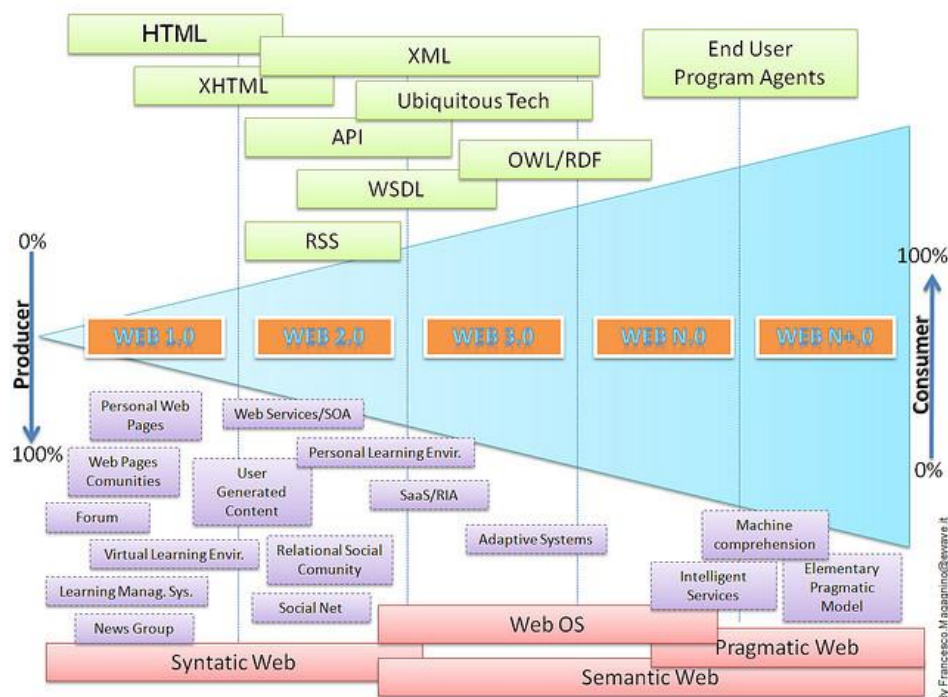 HTML
XML
XHTML
Ubiquitous Tech
API
OWL/RDF
WSDL
RSS
End User
Program Agents
0%
Producer
100%
100%
Consumer
0%
WEB 1.0
WEB 2.0
WEB 3.0
WEB N.0
WEB N+.0
Personal Web
Pages
Web Services/SOA
Web Pages
Comunities
User
Generated
Content
Personal Learning Envir.
SaaS/RIA
Forum
Virtual Learning Envir.
Relational Social
Comunity
Adaptive Systems
Machine
comprehension
Learning Manag. Sys.
Social Net
Intelligent
Services
Elementary
Pragmatic
Model
News Group
Web OS
Syntatic Web
Pragmatic Web
Semantic Web
y.Francesco.Magagnino@ewave.it